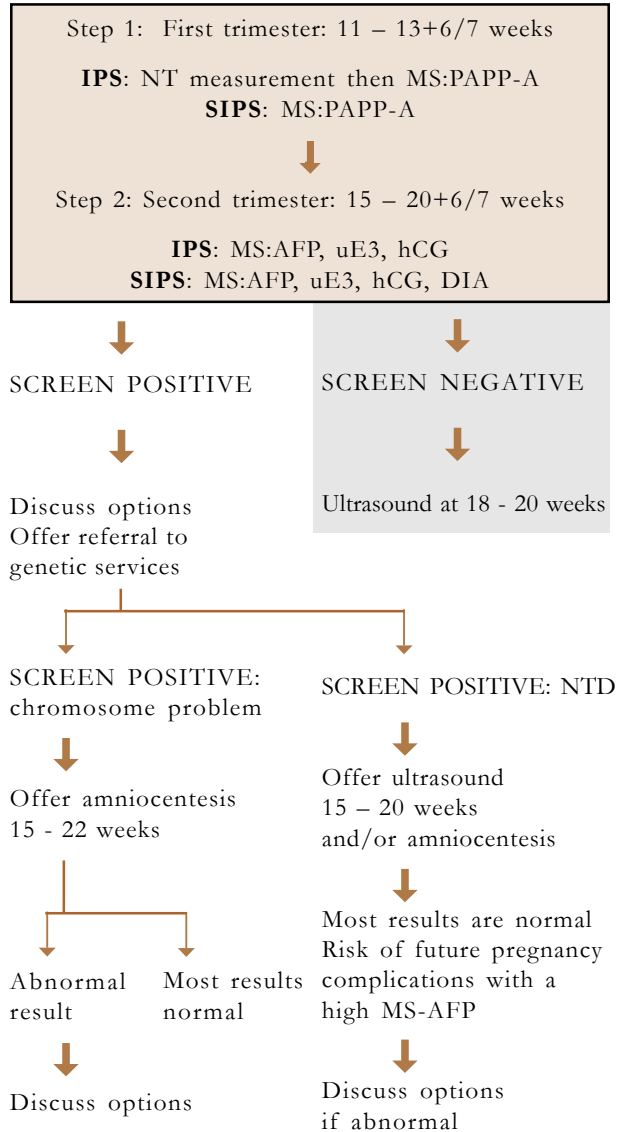 Step 1: First trimester: 11 – 13+6/7 weeks
IPS: NT measurement then MS:PAPP-A
SIPS: MS:PAPP-A
Step 2: Second trimester: 15 – 20+6/7 weeks
IPS: MS:AFP, uE3, hCG
SIPS: MS:AFP, uE3, hCG, DIA
SCREEN POSITIVE
SCREEN NEGATIVE
Discuss options
Offer referral to
genetic services
Ultrasound at 18 - 20 weeks
SCREEN POSITIVE:
chromosome problem
SCREEN POSITIVE: NTD
Offer amniocentesis
15 - 22 weeks
Offer ultrasound
15 – 20 weeks
and/or amniocentesis
Abnormal
result
Most results
normal
Most results are normal
Risk of future pregnancy
complications with a
high MS-AFP
Discuss options
Discuss options
if abnormal